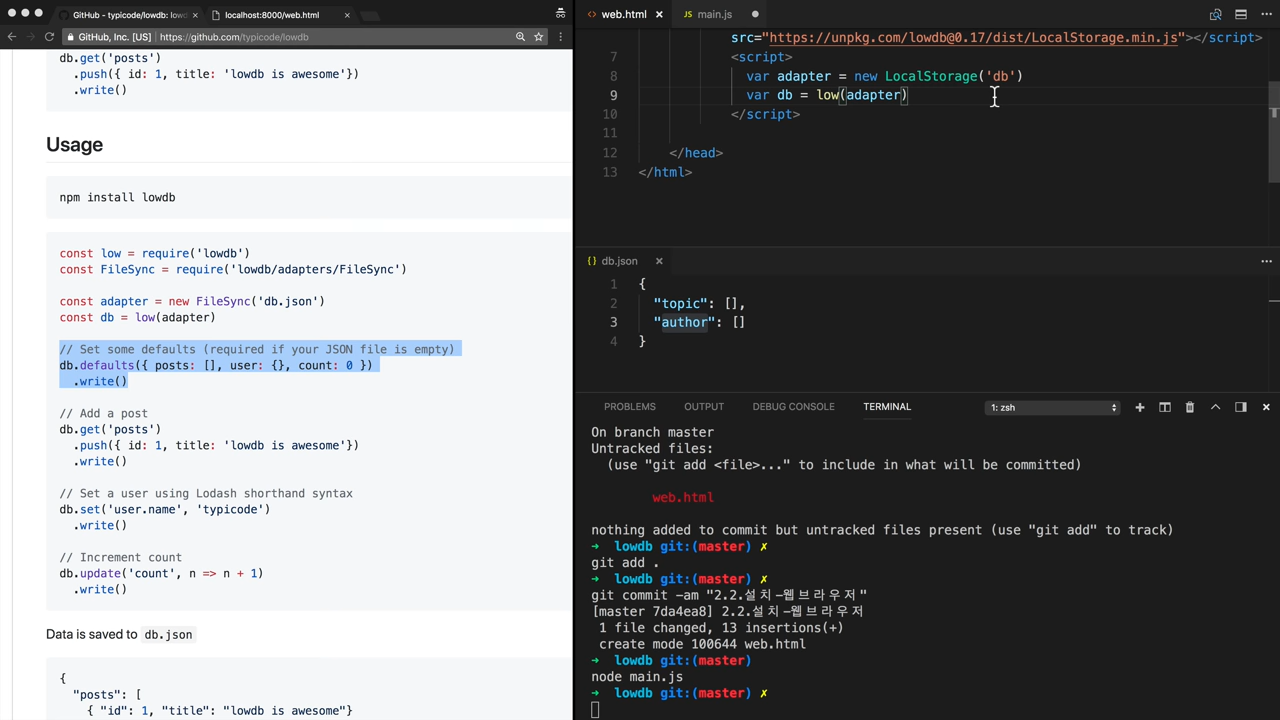 GitHub - typicode/lowdb: low
localhost:8000/web.html
GitHub, Inc. [US] | https://github.com/typicode/lowdb
db.get('posts')
.push({ id: 1, title: 'lowdb is awesome'})
.write()
Usage
npm install lowdb
const low = require('lowdb')
const FileSync = require('lowdb/adapters/FileSync')
const adapter = new FileSync('db.json')
const db = low(adapter)
// Set some defaults (required if your JSON file is empty)
db.defaults({ posts: [], user: {}, count: 0 })
.write()
// Add a post
db.get('posts')
.push({ id: 1, title: 'lowdb is awesome'})
.write()
// Set a user using Lodash shorthand syntax
db.set('user.name', 'typicode')
.write()
// Increment count
db.update('count', n => n + 1)
.write()
Data is saved to db.json
{
"posts": [
{ "id": 1, "title": "lowdb is awesome"}
web.html
main.js
src="https://unpkg.com/lowdb@0.17/dist/LocalStorage.min.js"></script>
7 <script>
8 var adapter = new LocalStorage('db')
9 var db = low(adapter)
10 </script>
11
12 </head>
13 </html>
{ } db.json
1 {
2 "topic": [],
3 "author": []
4 }
PROBLEMS OUTPUT DEBUG CONSOLE TERMINAL 1: zsh
On branch master
Untracked files:
(use "git add <file>..." to include in what will be committed)
web.html
nothing added to commit but untracked files present (use "git add" to track)
➜ lowdb git:(master) ✗
git add .
➜ lowdb git:(master) ✗
git commit -am "2.2.설치-웹브라우저"
[master 7da4ea8] 2.2.설치-웹브라우저
1 file changed, 13 insertions(+)
create mode 100644 web.html
➜ lowdb git:(master)
node main.js
➜ lowdb git:(master) ✗